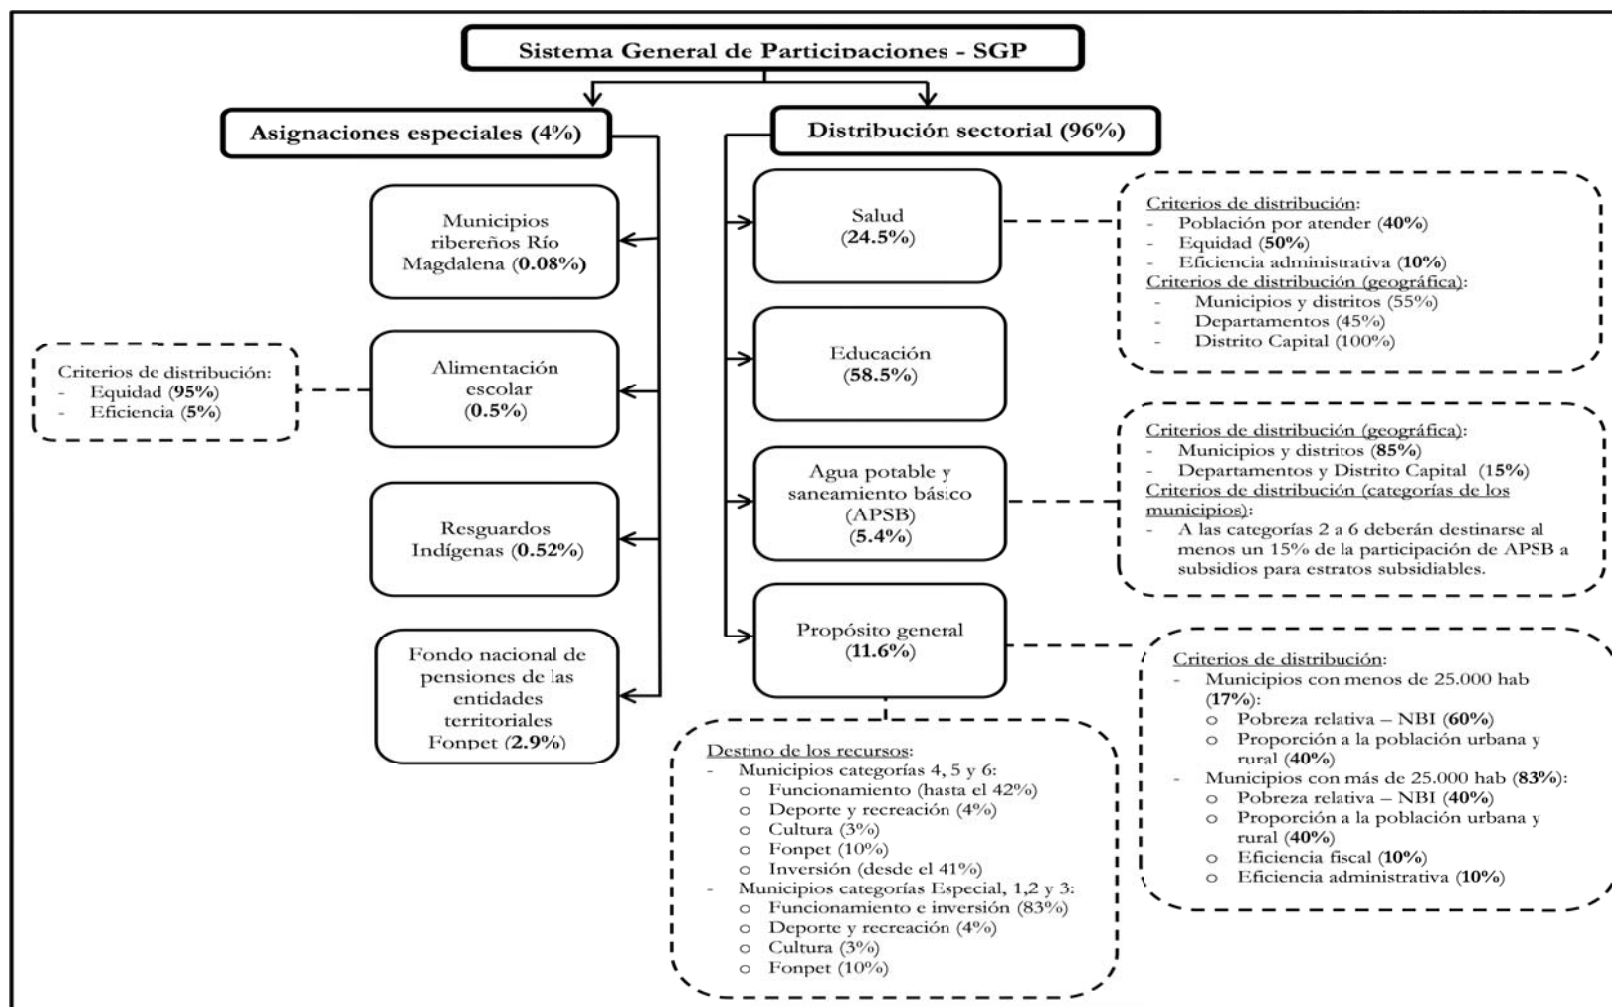 Sistema General de Participaciones - SGP
Asignaciones especiales (4%)
Distribución sectorial (96%)
Municipios
ribereños Río
Magdalena (0.08%)
Alimentación
escolar
(0.5%)
Criterios de distribución:
- Equidad (95%)
- Eficiencia (5%)
Resguardos
Indígenas (0.52%)
Fondo nacional de
pensiones de las
entidades
territoriales
Fonpet (2.9%)
Salud
(24.5%)
Criterios de distribución:
- Población por atender (40%)
- Equidad (50%)
- Eficiencia administrativa (10%)
Criterios de distribución (geográfica):
- Municipios y distritos (55%)
- Departamentos (45%)
- Distrito Capital (100%)
Educación
(58.5%)
Agua potable y
saneamiento básico
(APSB)
(5.4%)
Criterios de distribución (geográfica):
- Municipios y distritos (85%)
- Departamentos y Distrito Capital (15%)
Criterios de distribución (categorías de los
municipios):
- A las categorías 2 a 6 deberán destinarse al
menos un 15% de la participación de APSB a
subsidios para estratos subsidiables.
Propósito general
(11.6%)
Criterios de distribución:
- Municipios con menos de 25.000 hab
(17%):
o Pobreza relativa – NBI (60%)
o Proporción a la población urbana y
rural (40%)
- Municipios con más de 25.000 hab (83%):
o Pobreza relativa – NBI (40%)
o Proporción a la población urbana y
rural (40%)
o Eficiencia fiscal (10%)
o Eficiencia administrativa (10%)
Destino de los recursos:
- Municipios categorías 4, 5 y 6:
o Funcionamiento (hasta el 42%)
o Deporte y recreación (4%)
o Cultura (3%)
o Fonpet (10%)
o Inversión (desde el 41%)
- Municipios categorías Especial, 1,2 y 3:
o Funcionamiento e inversión (83%)
o Deporte y recreación (4%)
o Cultura (3%)
o Fonpet (10%)